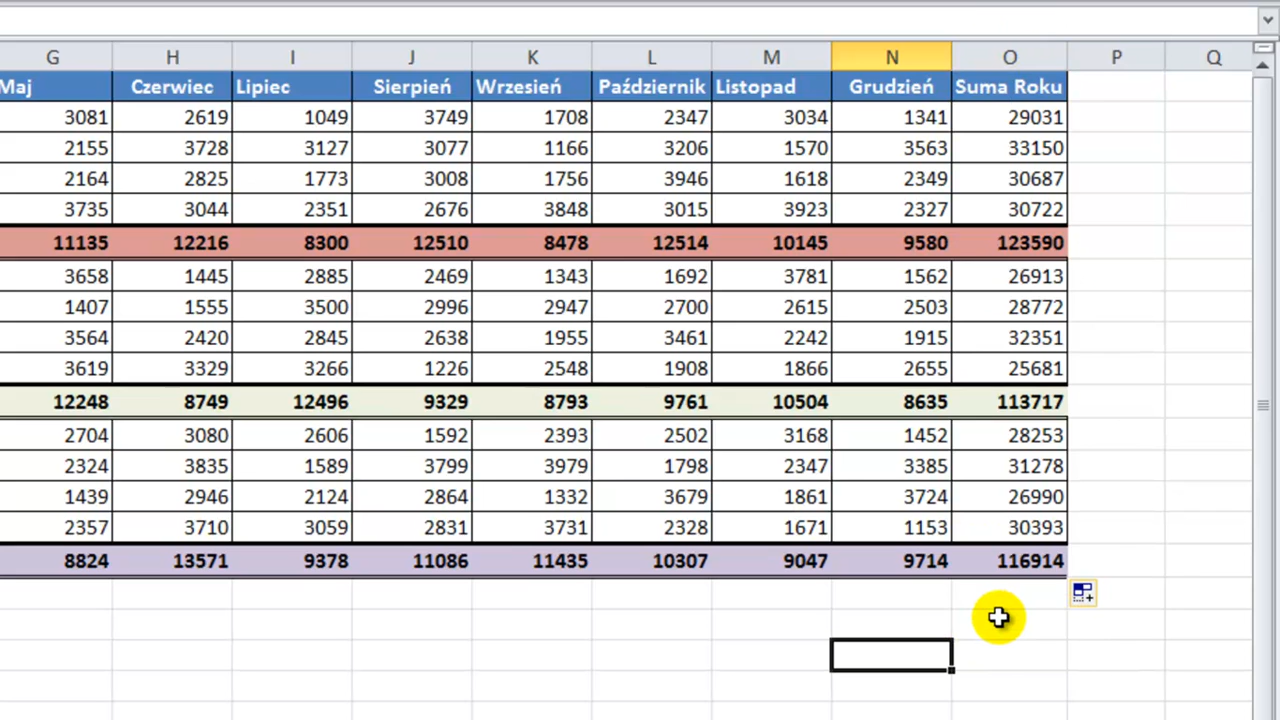 G H I J K L M N O P Q
Maj Czerwiec Lipiec Sierpień Wrzesień Październik Listopad Grudzień Suma Roku
3081 2619 1049 3749 1708 2347 3034 1341 29031
2155 3728 3127 3077 1166 3206 1570 3563 33150
2164 2825 1773 3008 1756 3946 1618 2349 30687
3735 3044 2351 2676 3848 3015 3923 2327 30722
11135 12216 8300 12510 8478 12514 10145 9580 123590
3658 1445 2885 2469 1343 1692 3781 1562 26913
1407 1555 3500 2996 2947 2700 2615 2503 28772
3564 2420 2845 2638 1955 3461 2242 1915 32351
3619 3329 3266 1226 2548 1908 1866 2655 25681
12248 8749 12496 9329 8793 9761 10504 8635 113717
2704 3080 2606 1592 2393 2502 3168 1452 28253
2324 3835 1589 3799 3979 1798 2347 3385 31278
1439 2946 2124 2864 1332 3679 1861 3724 26990
2357 3710 3059 2831 3731 2328 1671 1153 30393
8824 13571 9378 11086 11435 10307 9047 9714 116914